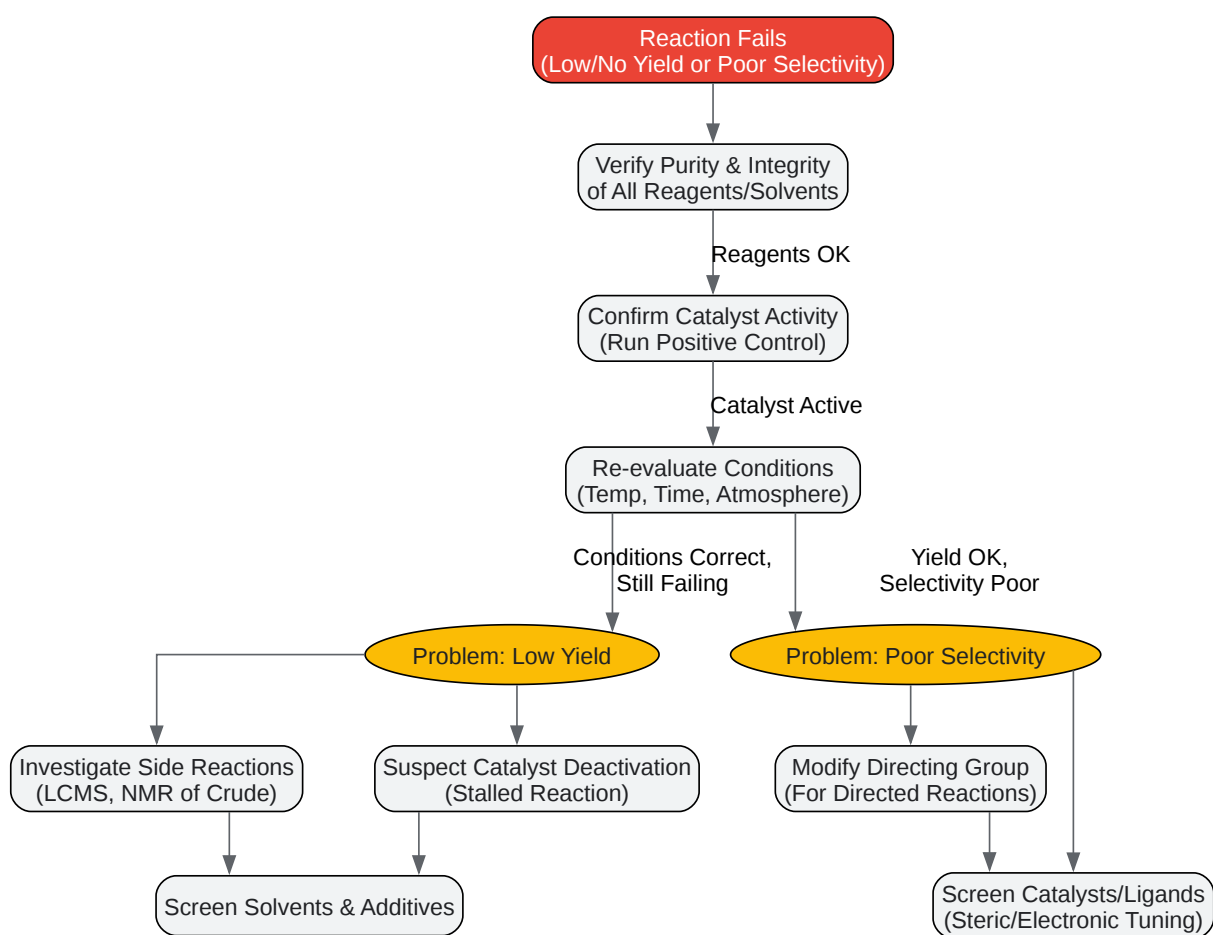 Reaction Fails
(Low/No Yield or Poor Selectivity)
Verify Purity & Integrity
of All Reagents/Solvents
Reagents OK
Confirm Catalyst Activity
(Run Positive Control)
Catalyst Active
Re-evaluate Conditions
(Temp, Time, Atmosphere)
Conditions Correct,
Still Failing
Yield OK,
Selectivity Poor
Problem: Low Yield
Problem: Poor Selectivity
Investigate Side Reactions
(LCMS, NMR of Crude)
Suspect Catalyst Deactivation
(Stalled Reaction)
Modify Directing Group
(For Directed Reactions)
Screen Solvents & Additives
Screen Catalysts/Ligands
(Steric/Electronic Tuning)